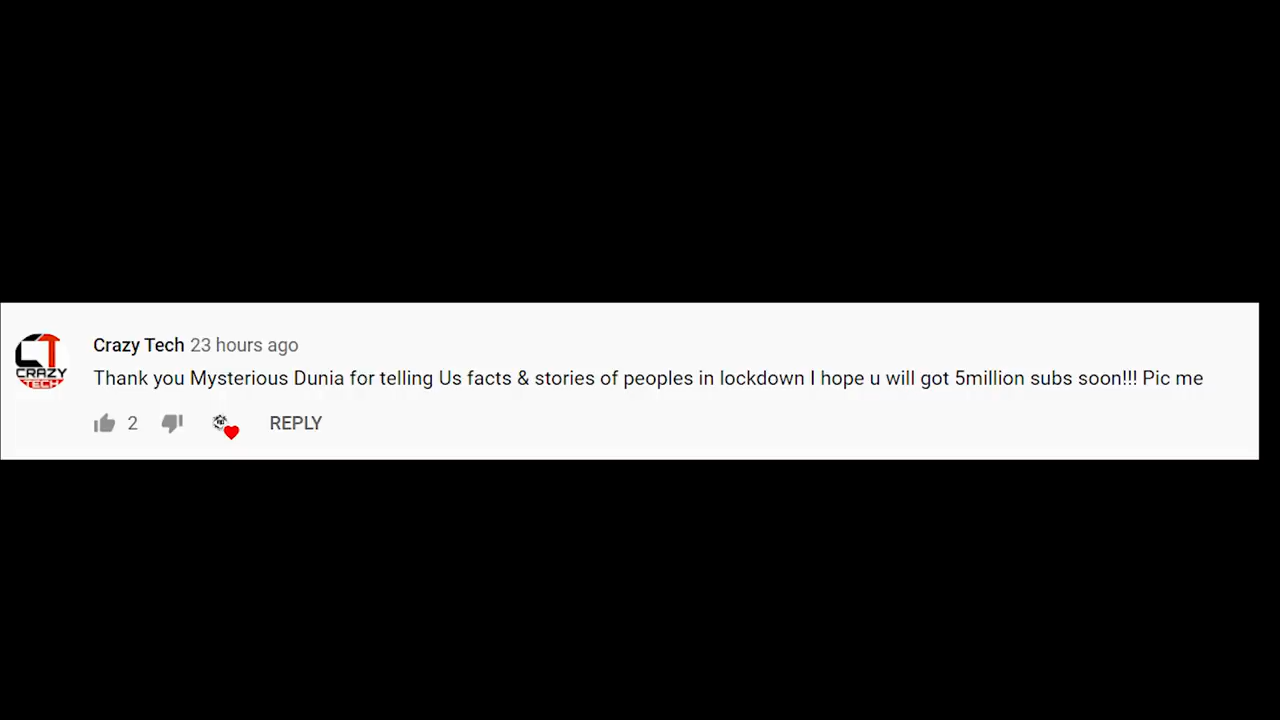 Crazy Tech 23 hours ago
Thank you Mysterious Dunia for telling Us facts & stories of peoples in lockdown I hope u will got 5million subs soon!!! Pic me
CT
CRAZY
TECH
2
REPLY